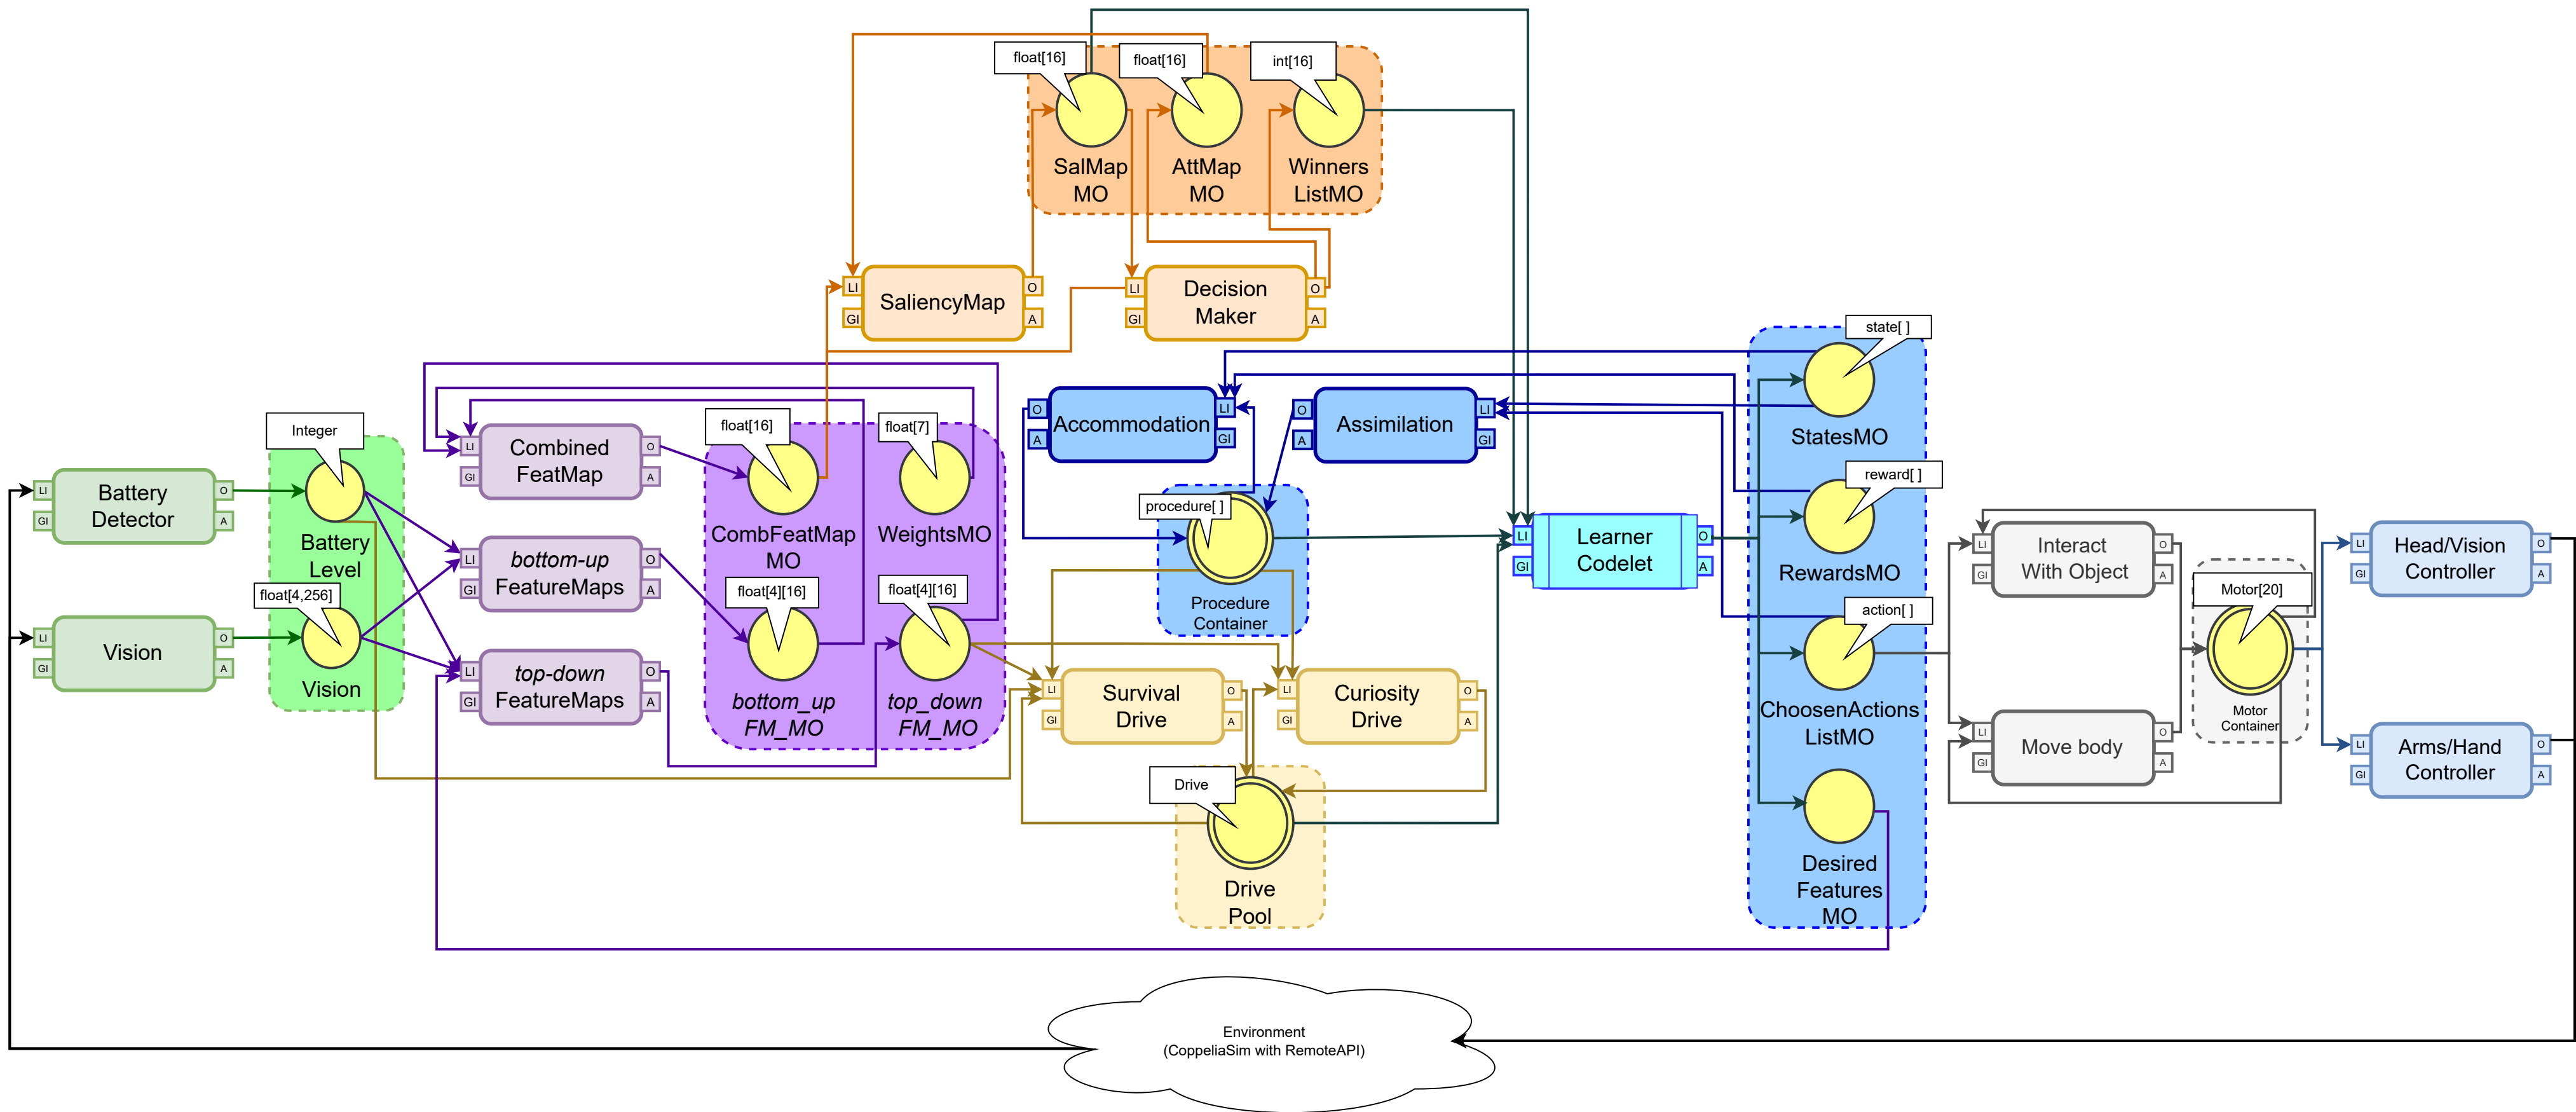 float[16]
float[16]
int[16]
SalMap
MO
AttMap
MO
Winners
ListMO
LI
GI
SaliencyMap
O
A
LI
GI
Decision
Maker
O
A
Integer
Battery
Level
float[4,256]
Vision
LI
GI
Battery
Detector
O
A
LI
GI
Vision
O
A
LI
GI
Combined
FeatMap
O
A
LI
GI
bottom-up
FeatureMaps
O
A
LI
GI
top-down
FeatureMaps
O
A
float[16]
CombFeatMap
MO
float[7]
WeightsMO
float[4][16]
bottom_up
FM_MO
float[4][16]
top_down
FM_MO
O
A
Accommodation
LI
GI
O
A
Assimilation
LI
GI
procedure[ ]
Procedure
Container
LI
GI
Survival
Drive
O
A
LI
GI
Curiosity
Drive
O
A
Drive
Drive
Pool
LI
GI
Learner
Codelet
O
A
state[ ]
StatesMO
reward[ ]
RewardsMO
action[ ]
ChoosenActions
ListMO
Desired
Features
MO
LI
GI
Interact
With Object
O
A
LI
GI
Move body
O
A
Motor[20]
Motor
Container
LI
GI
Head/Vision
Controller
O
A
LI
GI
Arms/Hand
Controller
O
A
Environment
(CoppeliaSim with RemoteAPI)